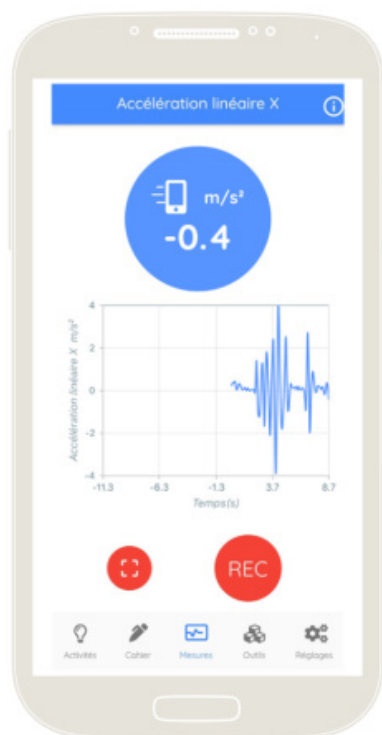 Accélération linéaire X
m/s²
-0.4
Accélération linéaire X m/s²
4
2
0
-2
-4
-11.3 -6.3 -1.3 3.7 8.7
Temps(s)
REC
Activités Cahier Mesures Outils Réglages